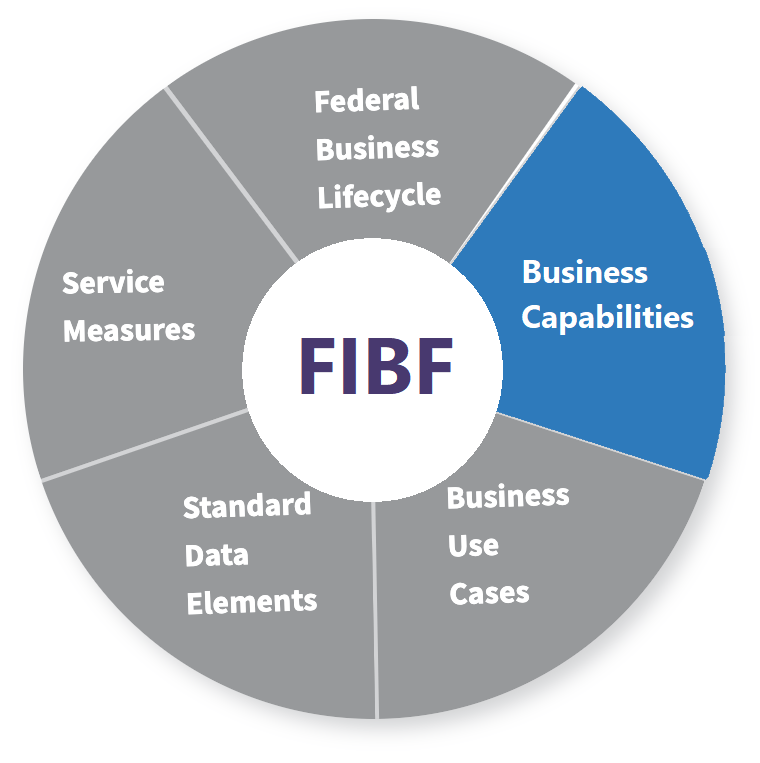 Federal
Business
Lifecycle
Business
Capabilities
Service
Measures
FIBF
Standard
Data
Elements
Business
Use
Cases